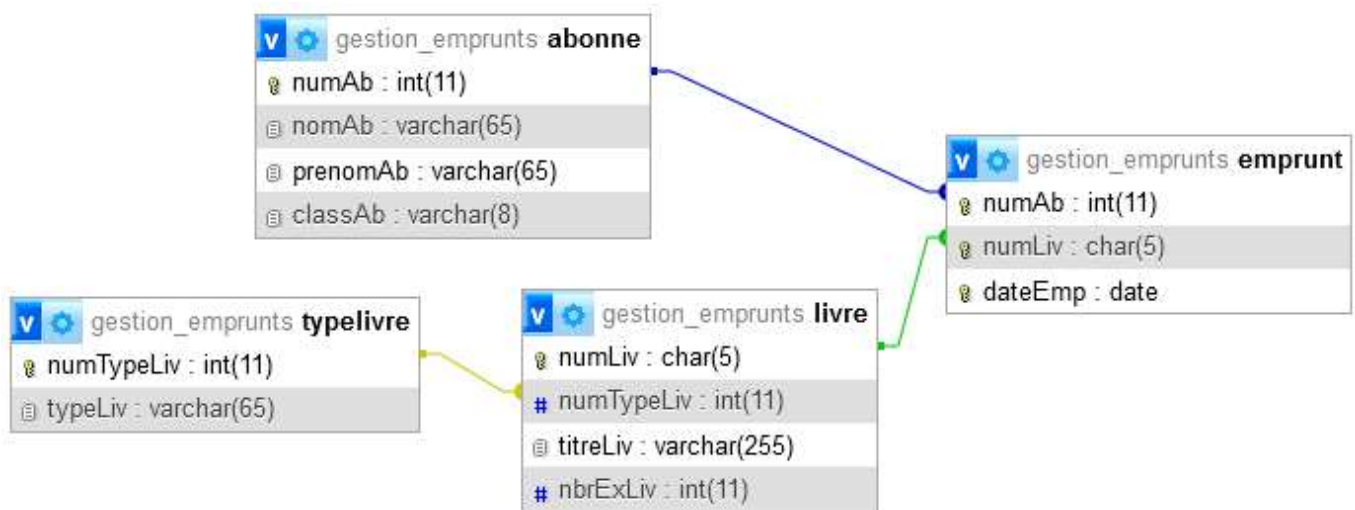 v gestion_emprunts abonne
numAb : int(11)
nomAb : varchar(65)
prenomAb : varchar(65)
classAb : varchar(8)
v gestion_emprunts emprunt
numAb : int(11)
numLiv : char(5)
dateEmp : date
v gestion_emprunts typelivre
numTypeLiv : int(11)
typeLiv : varchar(65)
v gestion_emprunts livre
numLiv : char(5)
# numTypeLiv : int(11)
titreLiv : varchar(255)
# nbrExLiv : int(11)